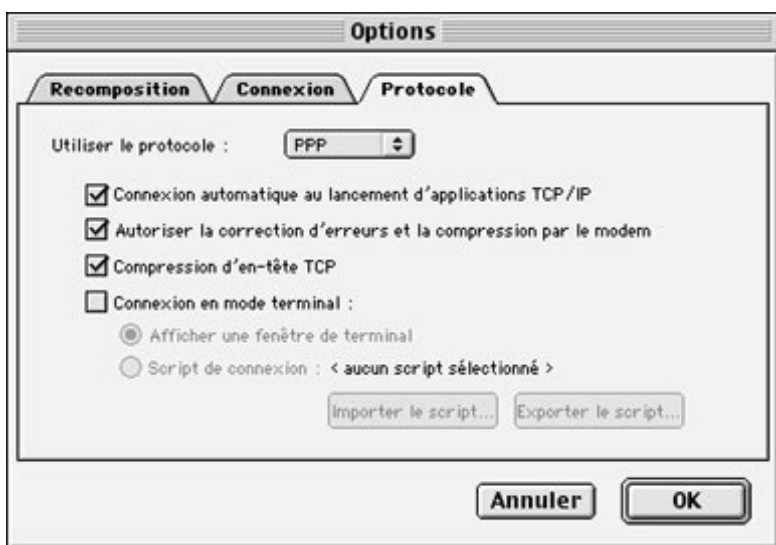 Options
Recomposition Connexion Protocole
Utiliser le protocole : PPP
Connexion automatique au lancement d'applications TCP/IP
Autoriser la correction d'erreurs et la compression par le modem
Compression d'en-tête TCP
Connexion en mode terminal :
Afficher une fenêtre de terminal
Script de connexion : < aucun script sélectionné >
Importer le script... Exporter le script...
Annuler OK